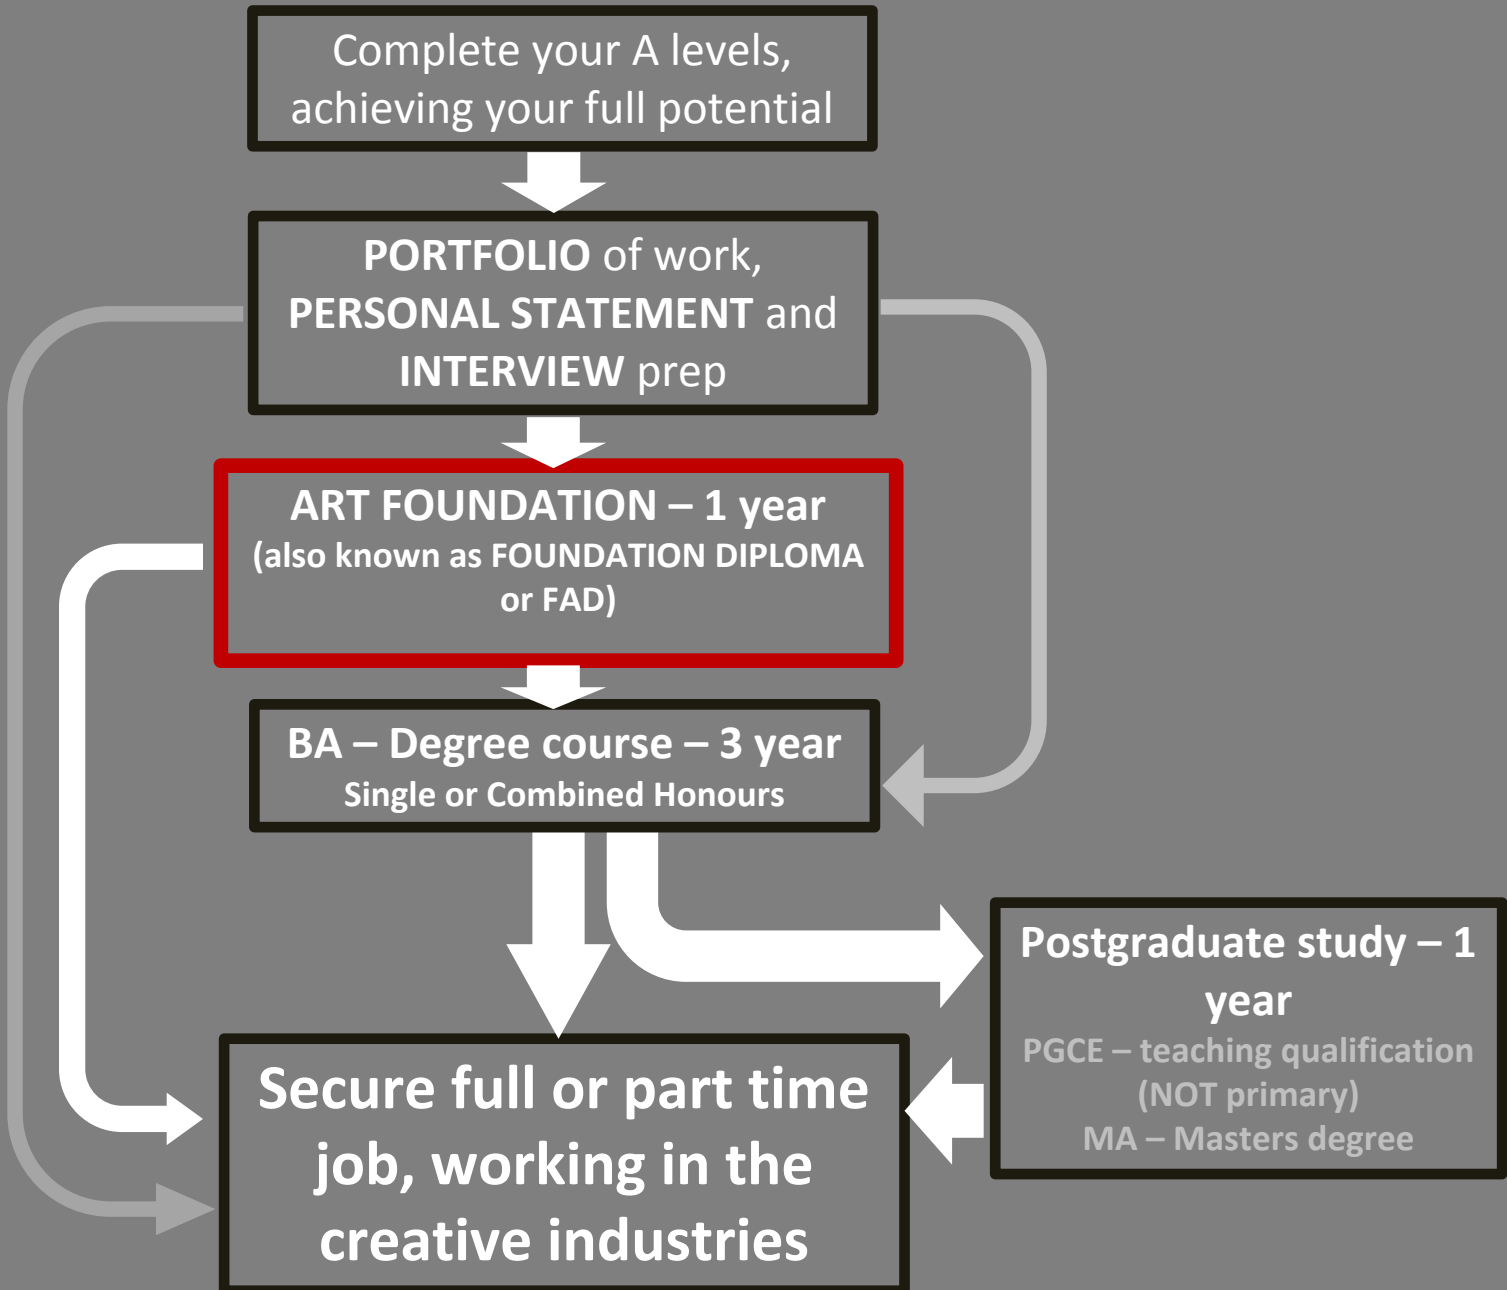 Complete your A levels,
achieving your full potential
PORTFOLIO of work,
PERSONAL STATEMENT and
INTERVIEW prep
ART FOUNDATION – 1 year
(also known as FOUNDATION DIPLOMA
or FAD)
BA – Degree course – 3 year
Single or Combined Honours
Postgraduate study – 1
year
PGCE – teaching qualification
(NOT primary)
MA – Masters degree
Secure full or part time
job, working in the
creative industries